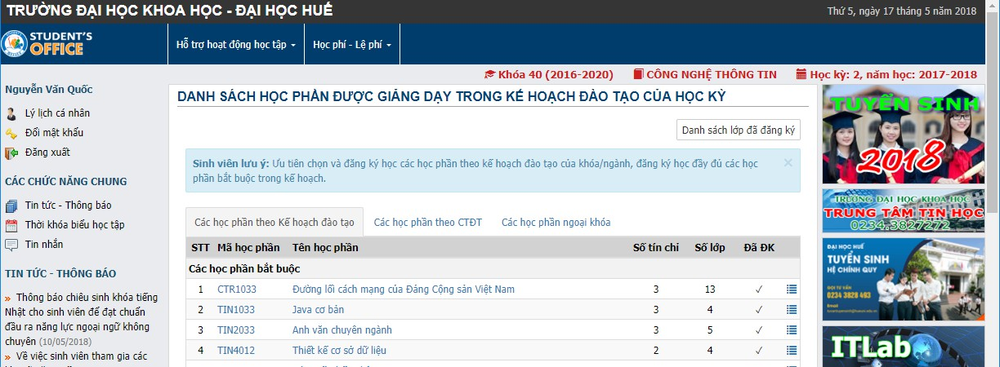 TRƯỜNG ĐẠI HỌC KHOA HỌC - ĐẠI HỌC HUẾ
Thứ 5, ngày 17 tháng 5 năm 2018
STUDENT'S
OFFICE
Hỗ trợ hoạt động học tập
Học phí - Lệ phí
Khóa 40 (2016-2020)
CÔNG NGHỆ THÔNG TIN
Học kỳ: 2, năm học: 2017-2018
Nguyễn Văn Quốc
Lý lịch cá nhân
Đổi mật khẩu
Đăng xuất
CÁC CHỨC NĂNG CHUNG
Tin tức - Thông báo
Thời khóa biểu học tập
Tin nhắn
TIN TỨC - THÔNG BÁO
» Thông báo chiêu sinh khóa tiếng
Nhật cho sinh viên để đạt chuẩn
đầu ra năng lực ngoại ngữ không
chuyên (10/05/2018)
» Về việc sinh viên tham gia các
DANH SÁCH HỌC PHẦN ĐƯỢC GIẢNG DẠY TRONG KẾ HOẠCH ĐÀO TẠO CỦA HỌC KỲ
Danh sách lớp đã đăng ký
Sinh viên lưu ý: Ưu tiên chọn và đăng ký học các học phần theo kế hoạch đào tạo của khóa/ngành, đăng ký học đầy đủ các học
phần bắt buộc trong kế hoạch.
×
Các học phần theo Kế hoạch đào tạo
Các học phần theo CTĐT
Các học phần ngoại khóa
STT Mã học phần Tên học phần Số tín chỉ Số lớp Đã ĐK
Các học phần bắt buộc
1 CTR1033 Đường lối cách mạng của Đảng Cộng sản Việt Nam 3 13 ✓
2 TIN1033 Java cơ bản 3 4 ✓
3 TIN2033 Anh văn chuyên ngành 3 5 ✓
4 TIN4012 Thiết kế cơ sở dữ liệu 2 4 ✓
TUYỂN SINH
2018
TRƯỜNG ĐẠI HỌC KHOA HỌC
TRUNG TÂM TIN HỌC
0234.3827272
ĐẠI HỌC HUẾ
TUYỂN SINH
HỆ CHÍNH QUY
GỌI TƯ VẤN
0234 3828 493
Email
ITLab